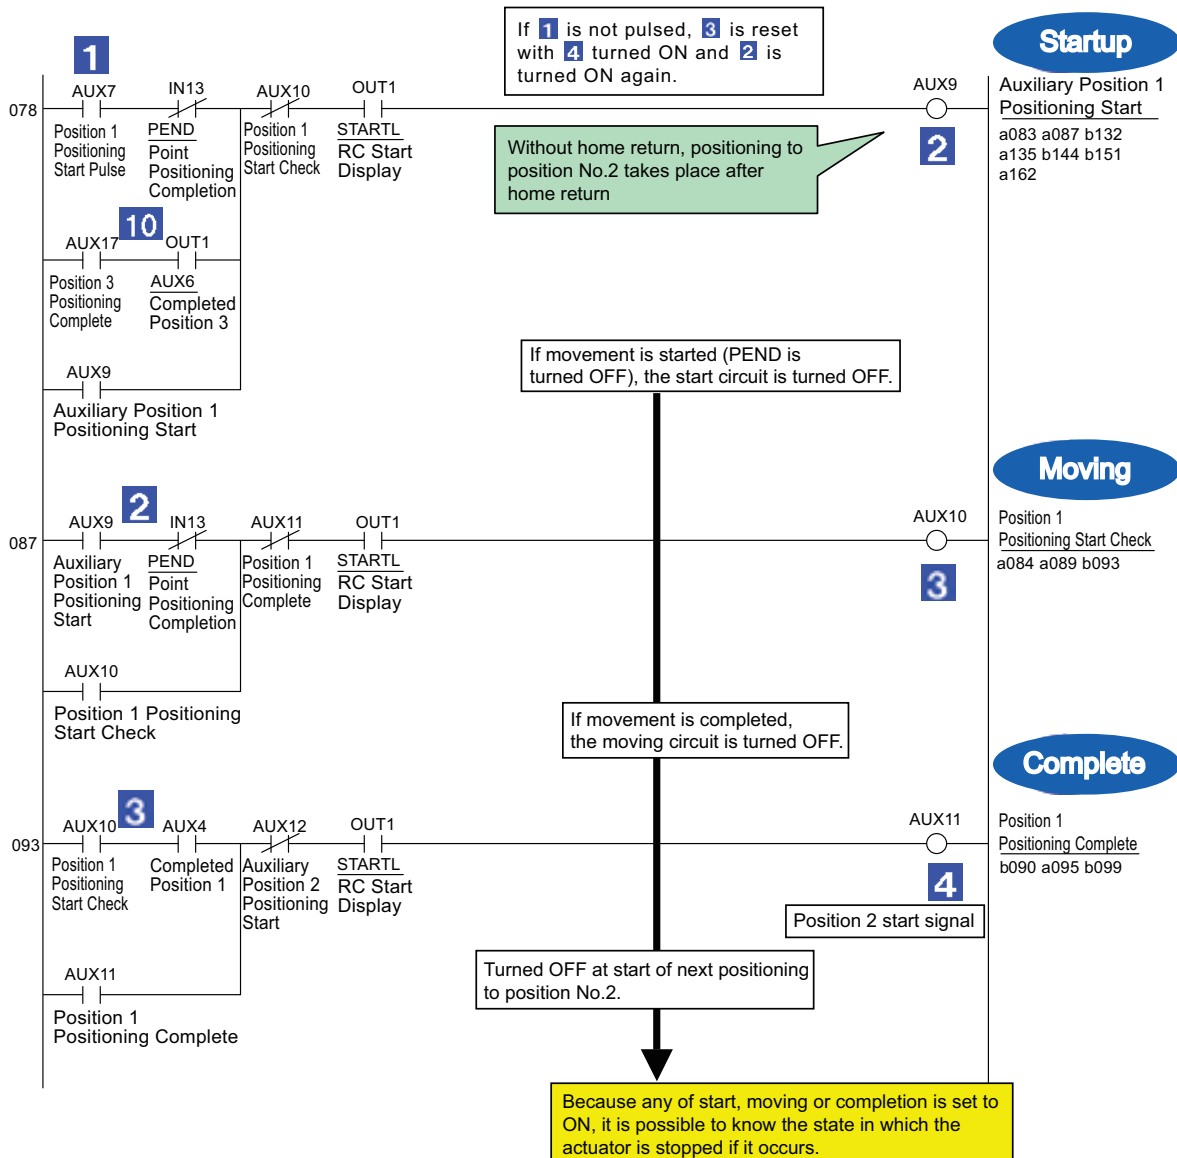 If 1 is not pulsed, 3 is reset
with 4 turned ON and 2 is
turned ON again.
Startup
1
078
AUX7
IN13
AUX10
OUT1
AUX9
Position 1
Positioning
Start Pulse
PEND
Point
Positioning
Completion
Position 1
Positioning
Start Check
STARTL
RC Start
Display
2
Auxiliary Position 1
Positioning Start
a083 a087 b132
a135 b144 b151
a162
Without home return, positioning to
position No.2 takes place after
home return
10
AUX17
OUT1
Position 3
Positioning
Complete
AUX6
Completed
Position 3
AUX9
Auxiliary Position 1
Positioning Start
If movement is started (PEND is
turned OFF), the start circuit is turned OFF.
Moving
2
087
AUX9
IN13
AUX11
OUT1
AUX10
Auxiliary
Position 1
Positioning
Start
PEND
Point
Positioning
Completion
Position 1
Positioning
Complete
STARTL
RC Start
Display
3
Position 1
Positioning Start Check
a084 a089 b093
AUX10
Position 1 Positioning
Start Check
If movement is completed,
the moving circuit is turned OFF.
Complete
3
093
AUX10
AUX4
AUX12
OUT1
AUX11
Position 1
Positioning
Start Check
Completed
Position 1
Auxiliary
Position 2
Positioning
Start
STARTL
RC Start
Display
4
Position 1
Positioning Complete
b090 a095 b099
Position 2 start signal
AUX11
Position 1
Positioning Complete
Turned OFF at start of next positioning
to position No.2.
Because any of start, moving or completion is set to
ON, it is possible to know the state in which the
actuator is stopped if it occurs.